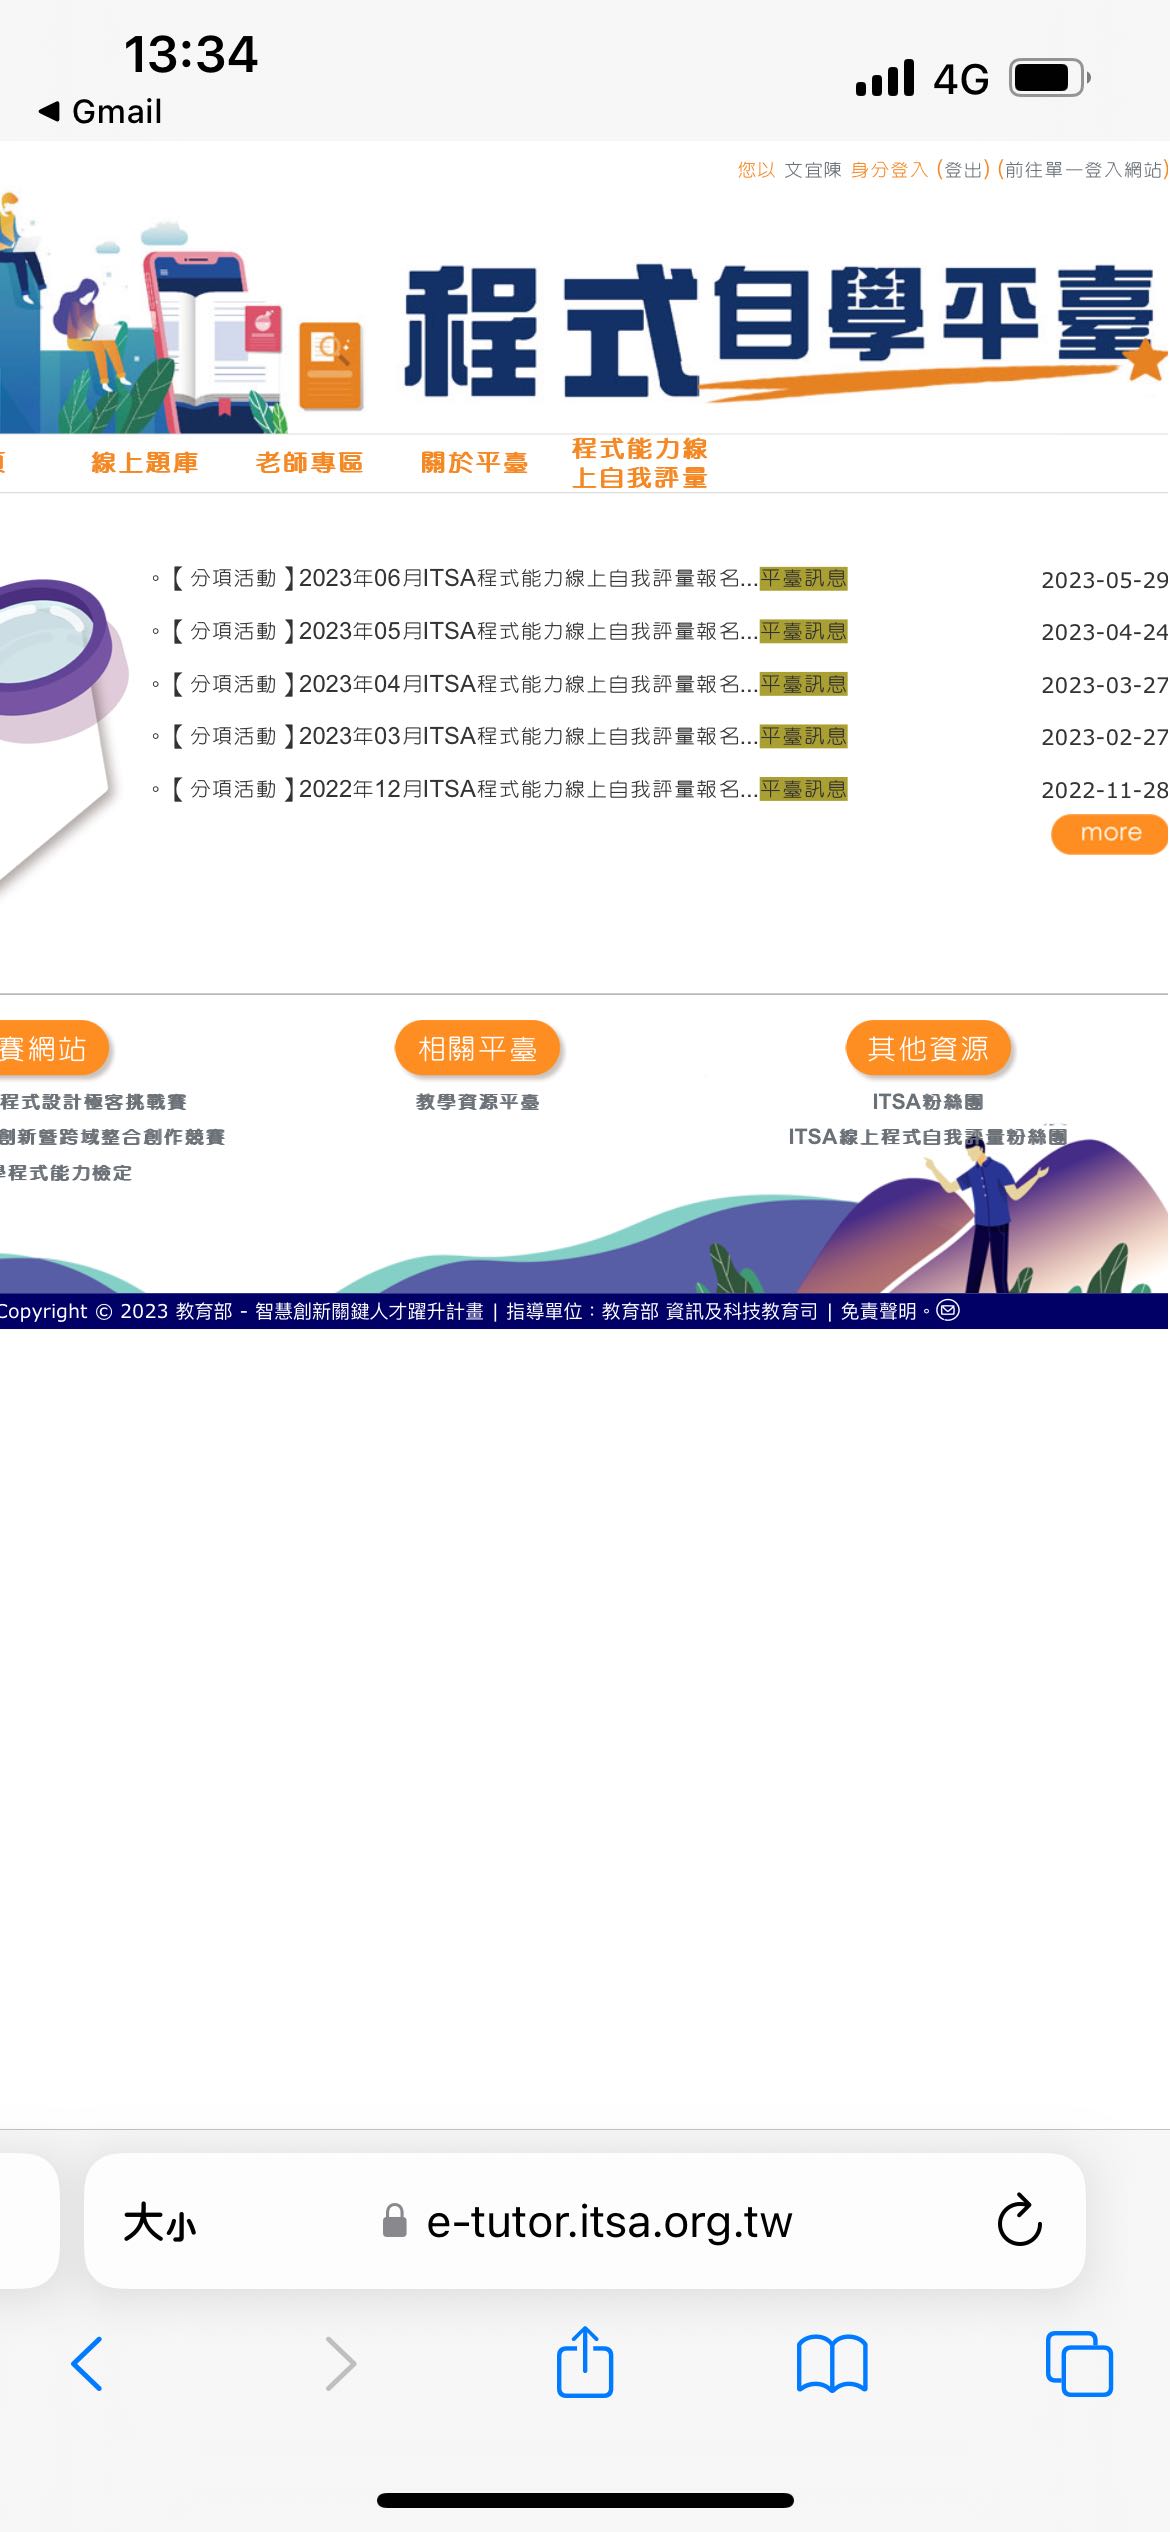 13:34
◀ Gmail
4G
您以 文宜陳 身分登入 (登出) (前往單一登入網站)
程式自學平臺
線上題庫
老師專區
關於平臺
程式能力線
上自我評量
。【 分項活動 】2023年06月ITSA程式能力線上自我評量報名...平臺訊息 2023-05-29
。【 分項活動 】2023年05月ITSA程式能力線上自我評量報名...平臺訊息 2023-04-24
。【 分項活動 】2023年04月ITSA程式能力線上自我評量報名...平臺訊息 2023-03-27
。【 分項活動 】2023年03月ITSA程式能力線上自我評量報名...平臺訊息 2023-02-27
。【 分項活動 】2022年12月ITSA程式能力線上自我評量報名...平臺訊息 2022-11-28
more
賽網站
程式設計極客挑戰賽
創新暨跨域整合創作競賽
程式能力檢定
相關平臺
教學資源平臺
其他資源
ITSA粉絲團
ITSA線上程式自我評量粉絲團
Copyright © 2023 教育部 - 智慧創新關鍵人才躍升計畫 | 指導單位：教育部 資訊及科技教育司 | 免責聲明。
大小
e-tutor.itsa.org.tw